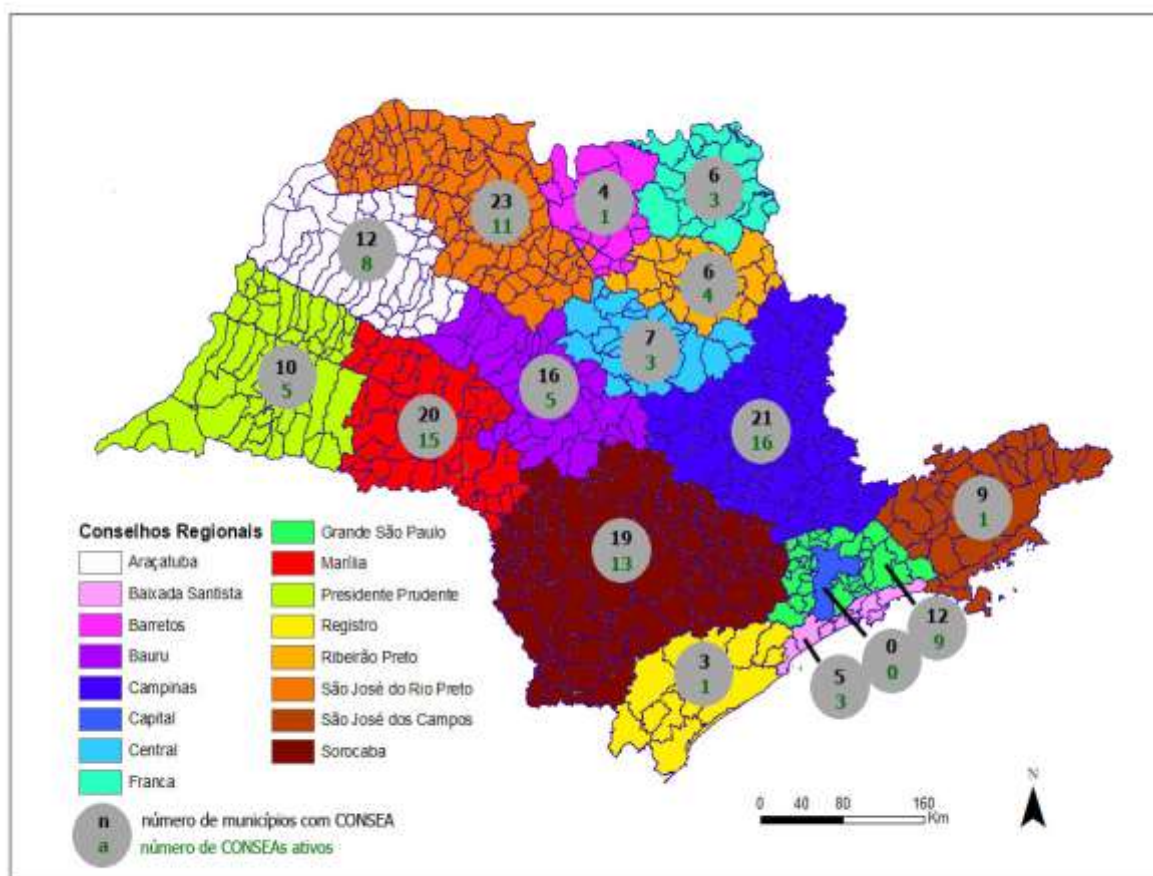 4
1
6
3
23
11
12
8
6
4
7
3
10
5
16
5
20
15
21
16
9
1
19
13
12
9
0
0
5
3
3
1
Conselhos Regionais
Araçatuba
Baixada Santista
Barretos
Bauru
Campinas
Capital
Central
Franca
Grande São Paulo
Marília
Presidente Prudente
Registro
Ribeirão Preto
São José do Rio Preto
São José dos Campos
Sorocaba
n
a
número de municípios com CONSEA
número de CONSEAs ativos
0 40 80 160
Km
N